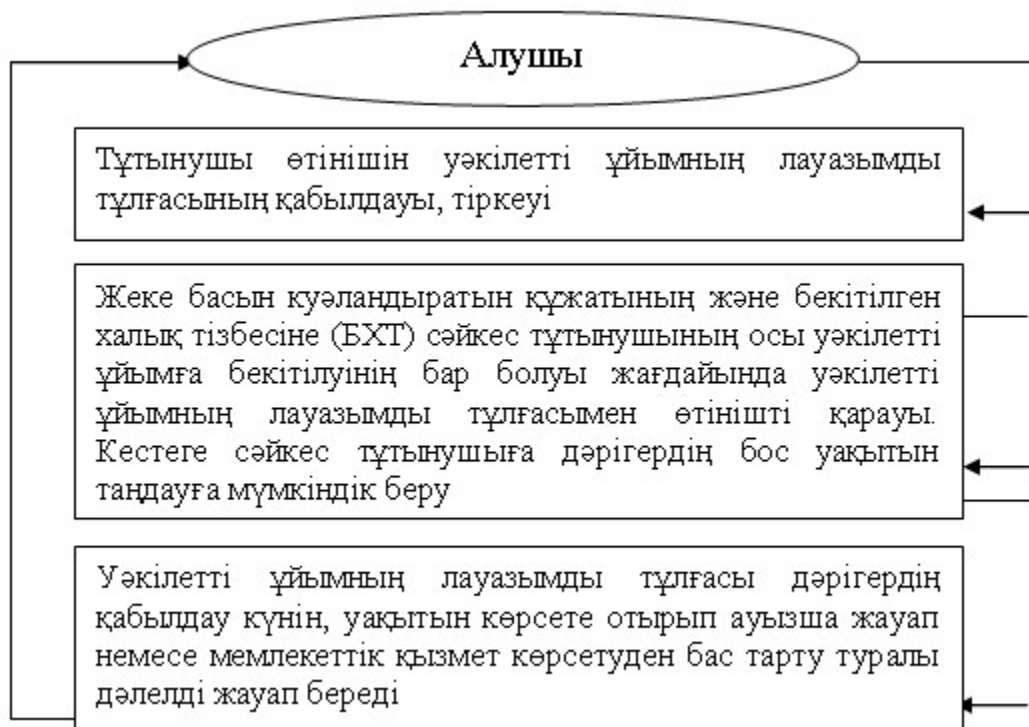 Алушы
Тұтынушы өтінішін уәкілетті ұйымның лауазымды
тұлғасының қабылдауы, тіркеуі
Жеке басын куәландыратын құжатының және бекітілген
халық тізбесіне (БХТ) сәйкес тұтынушының осы уәкілетті
ұйымға бекітілуінің бар болуы жағдайында уәкілетті
ұйымның лауазымды тұлғасымен өтінішті қарауы.
Кестеге сәйкес тұтынушыға дәрігердің бос уақытын
таңдауға мүмкіндік беру
Уәкілетті ұйымның лауазымды тұлғасы дәрігердің
қабылдау күнін, уақытын көрсете отырып ауызша жауап
немесе мемлекеттік қызмет көрсетуден бас тарту туралы
дәлелді жауап береді